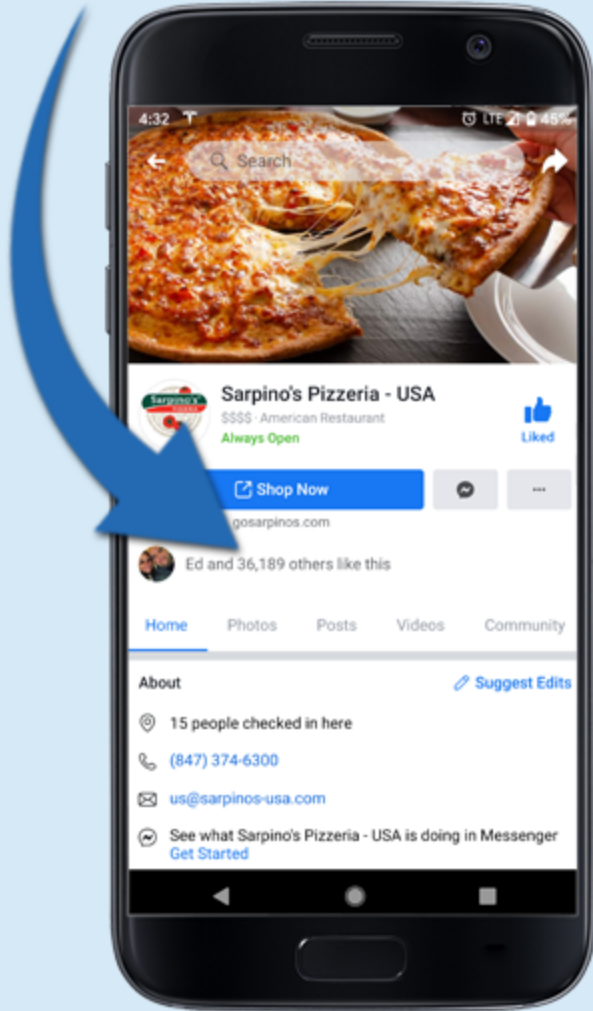 4:32 LTE 45%
Search
Sarpino's
PIZZERIA
Sarpino's Pizzeria - USA
$$$$ · American Restaurant
Always Open
Liked
Shop Now
gosarpinos.com
Ed and 36,189 others like this
Home Photos Posts Videos Community
About Suggest Edits
15 people checked in here
(847) 374-6300
us@sarpinos-usa.com
See what Sarpino's Pizzeria - USA is doing in Messenger
Get Started